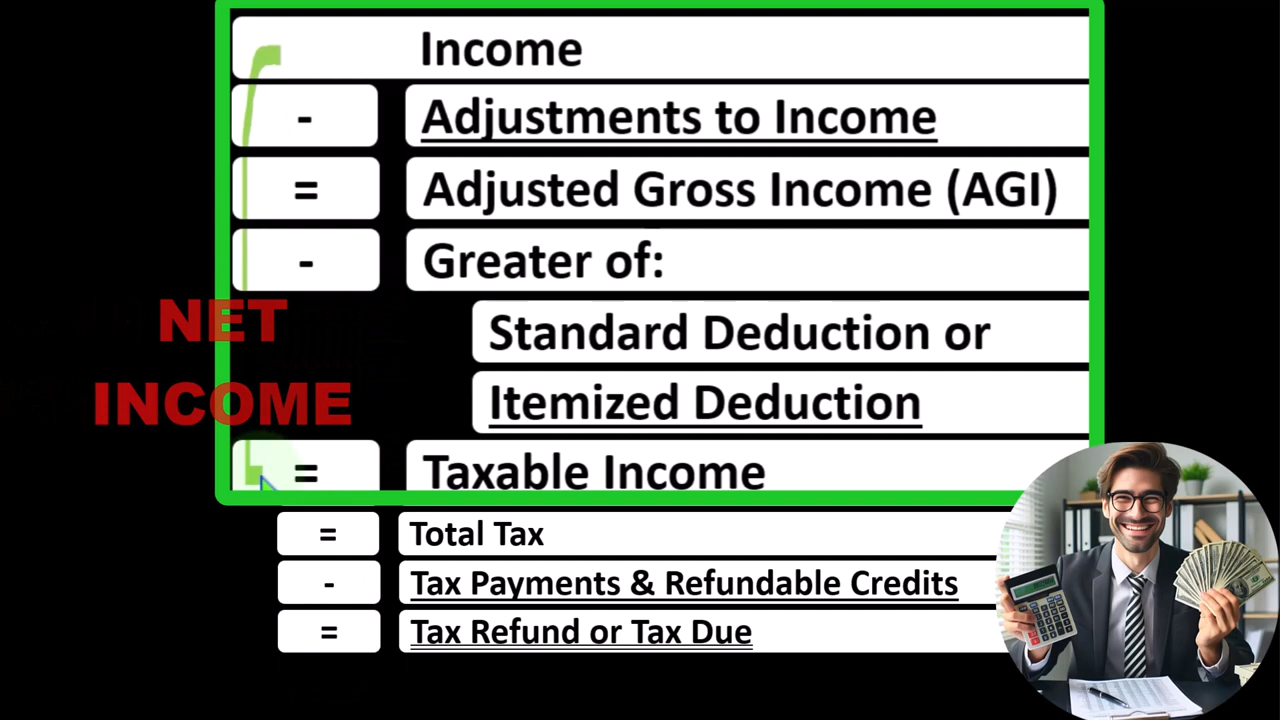 Income
- Adjustments to Income
= Adjusted Gross Income (AGI)
- Greater of:
Standard Deduction or
NET
INCOME
Itemized Deduction
= Taxable Income
= Total Tax
- Tax Payments & Refundable Credits
= Tax Refund or Tax Due